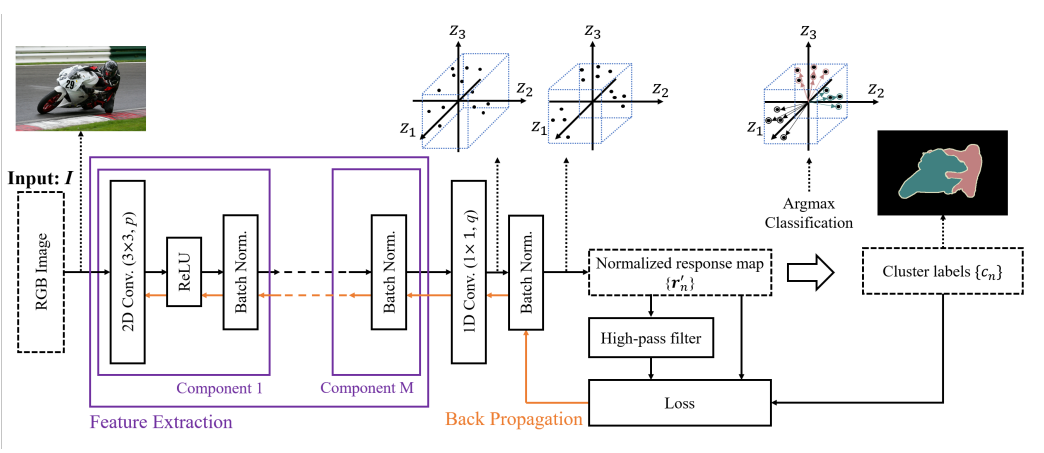 29
Input: I
RGB Image
2D Conv. (3×3, p)
ReLU
Batch Norm.
Component 1
Batch Norm.
Component M
Feature Extraction
1D Conv. (1×1, q)
Batch Norm.
Back Propagation
z3
z2
z1
z3
z2
z1
Normalized response map
{r′n}
High-pass filter
Loss
z3
z2
z1
Argmax
Classification
Cluster labels {cn}